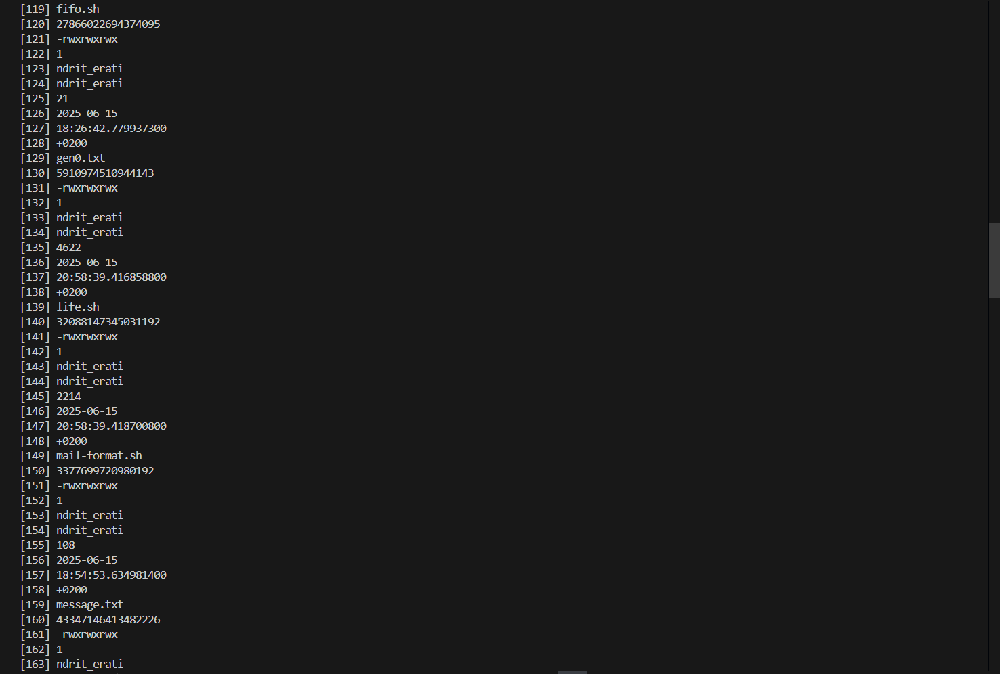 [119] fifo.sh
[120] 27866022694374095
[121] -rwxrwxrwx
[122] 1
[123] ndrit_erati
[124] ndrit_erati
[125] 21
[126] 2025-06-15
[127] 18:26:42.779937300
[128] +0200
[129] gen0.txt
[130] 5910974510944143
[131] -rwxrwxrwx
[132] 1
[133] ndrit_erati
[134] ndrit_erati
[135] 4622
[136] 2025-06-15
[137] 20:58:39.416858800
[138] +0200
[139] life.sh
[140] 32088147345031192
[141] -rwxrwxrwx
[142] 1
[143] ndrit_erati
[144] ndrit_erati
[145] 2214
[146] 2025-06-15
[147] 20:58:39.418700800
[148] +0200
[149] mail-format.sh
[150] 3377699720980192
[151] -rwxrwxrwx
[152] 1
[153] ndrit_erati
[154] ndrit_erati
[155] 108
[156] 2025-06-15
[157] 18:54:53.634981400
[158] +0200
[159] message.txt
[160] 43347146413482226
[161] -rwxrwxrwx
[162] 1
[163] ndrit_erati